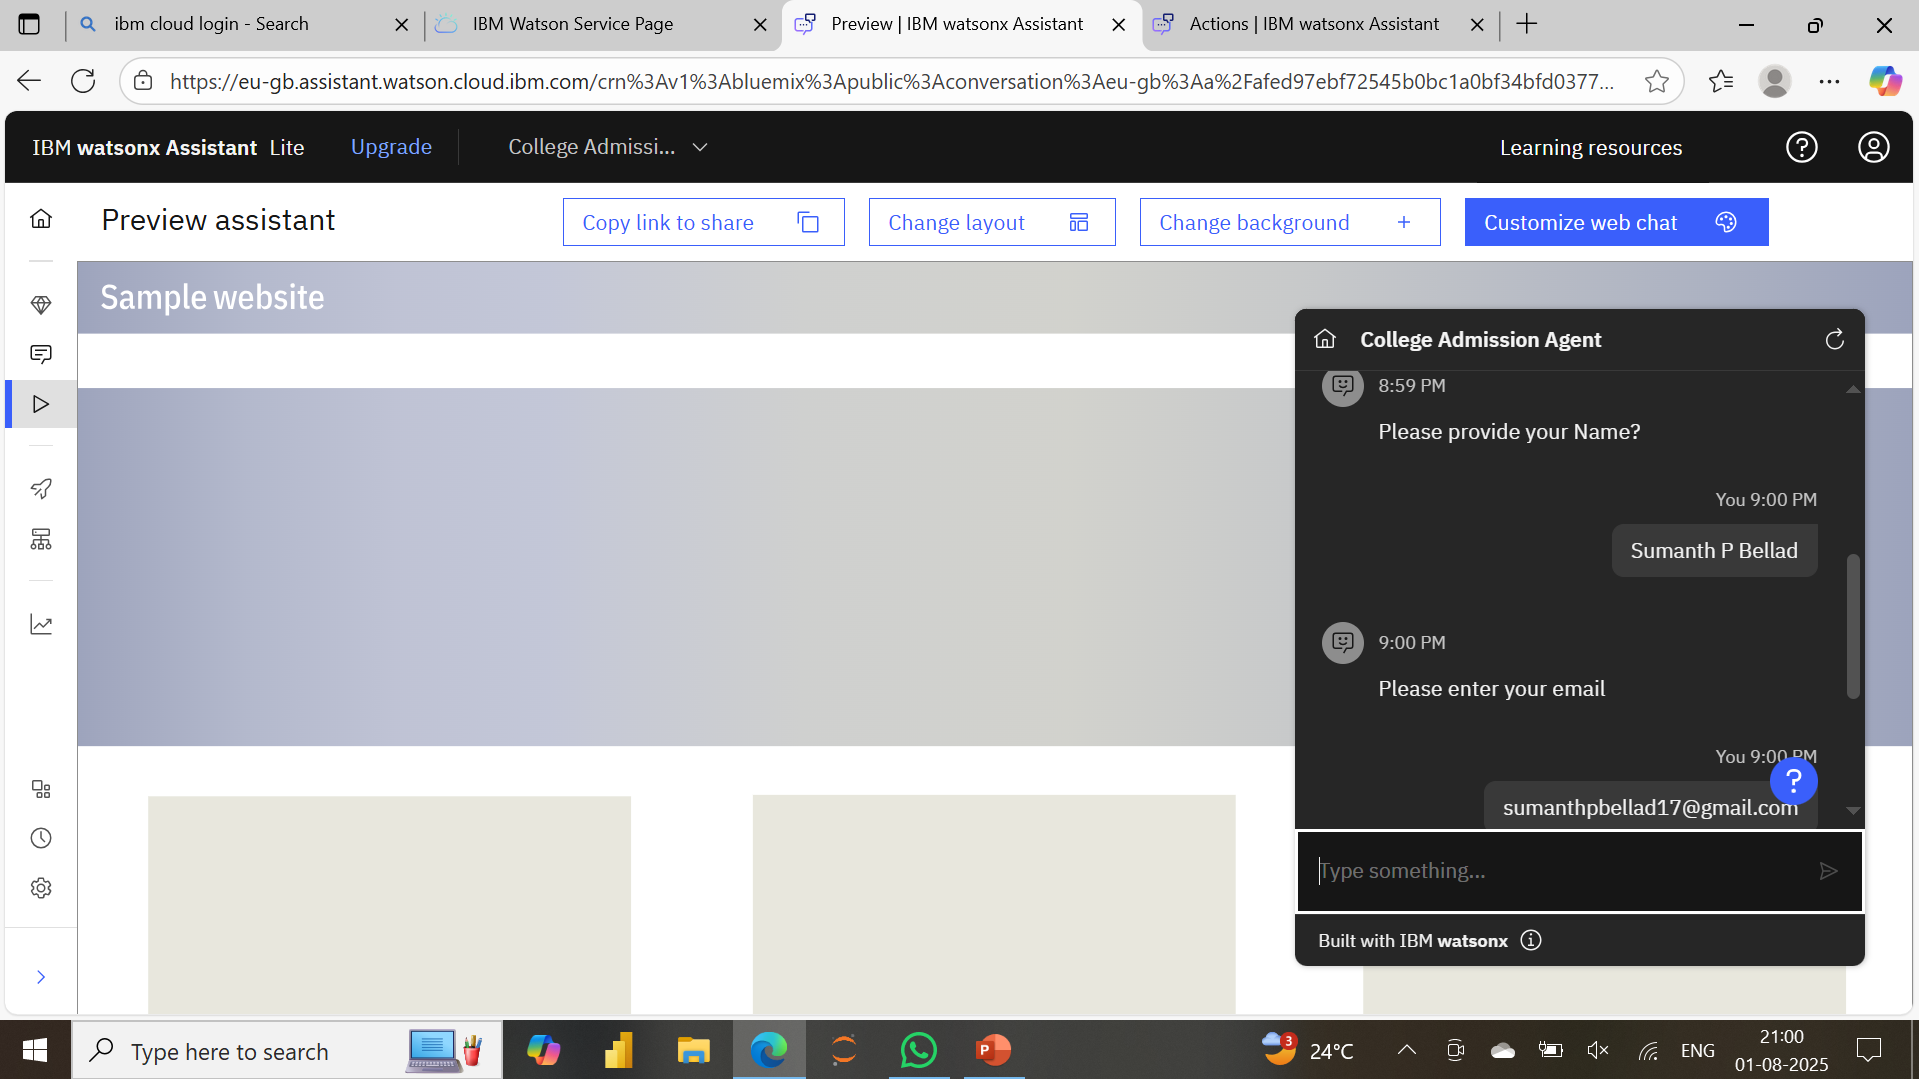 ibm cloud login - Search
IBM Watson Service Page
Preview | IBM watsonx Assistant
Actions | IBM watsonx Assistant
https://eu-gb.assistant.watson.cloud.ibm.com/crn%3Av1%3Abluemix%3Apublic%3Aconversation%3Aeu-gb%3Aa%2Fafed97ebf72545b0bc1a0bf34bfd0377...
IBM watsonx Assistant Lite
Upgrade
College Admissi...
Learning resources
Preview assistant
Copy link to share
Change layout
Change background
Customize web chat
Sample website
College Admission Agent
8:59 PM
Please provide your Name?
You 9:00 PM
Sumanth P Bellad
9:00 PM
Please enter your email
You 9:00 PM
?
sumanthpbellad17@gmail.com
Type something...
Built with IBM watsonx
Type here to search
3
24°C
ENG
21:00
01-08-2025